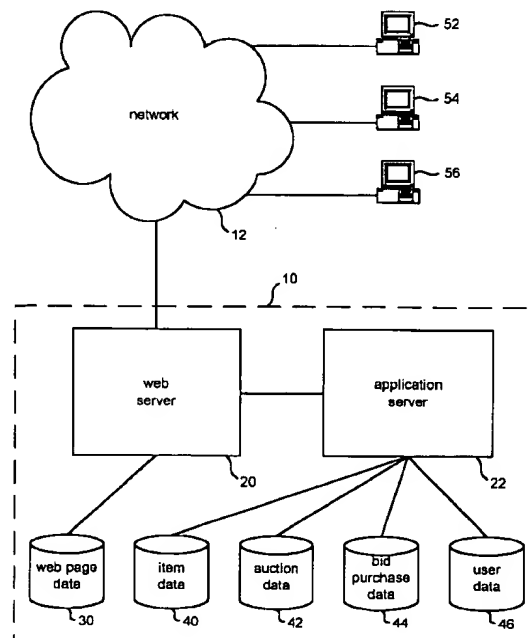 52
54
network
56
12
10
web
server
application
server
20
22
web page
data
item
data
auction
data
bid
purchase
data
user
data
30
40
42
44
46